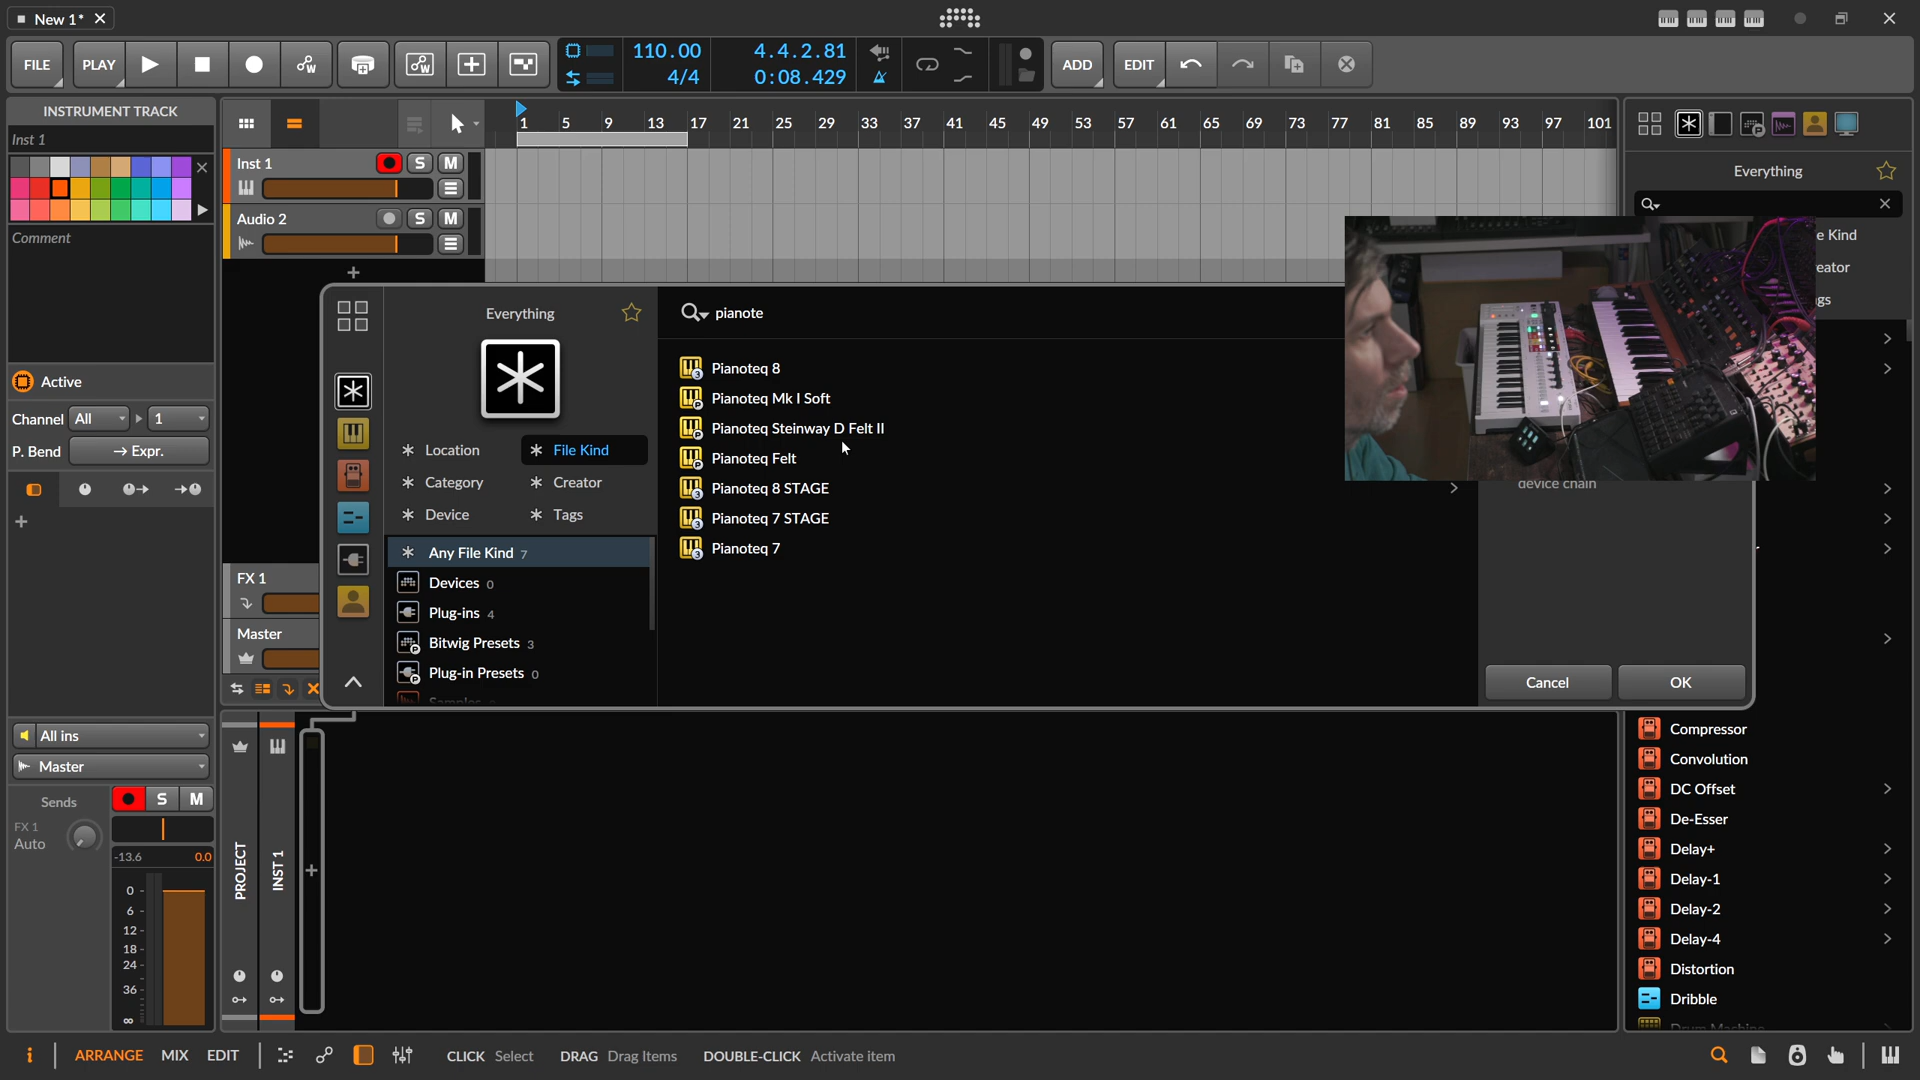 New 1*
FILE
PLAY
110.00
4/4
4.4.2.81
0:08.429
ADD
EDIT
INSTRUMENT TRACK
Inst 1
Comment
Active
Channel All 1
P. Bend → Expr.
All ins
Master
Sends
FX 1
Auto
S M
-13.6 0.0
0
6
12
18
24
36
∞
1 5 9 13 17 21 25 29 33 37 41 45 49 53 57 61 65 69 73 77 81 85 89 93 97 101
Inst 1 S M
Audio 2 S M
FX 1
Master
PROJECT
INST 1
Everything
Location
File Kind
Category
Creator
Device
Tags
Any File Kind 7
Devices 0
Plug-ins 4
Bitwig Presets 3
Plug-in Presets 0
pianote
Pianoteq 8
Pianoteq Mk I Soft
Pianoteq Steinway D Felt II
Pianoteq Felt
Pianoteq 8 STAGE
Pianoteq 7 STAGE
Pianoteq 7
device chain
Cancel
OK
Everything
e Kind
eator
gs
Compressor
Convolution
DC Offset
De-Esser
Delay+
Delay-1
Delay-2
Delay-4
Distortion
Dribble
ARRANGE MIX EDIT
CLICK Select DRAG Drag Items DOUBLE-CLICK Activate item